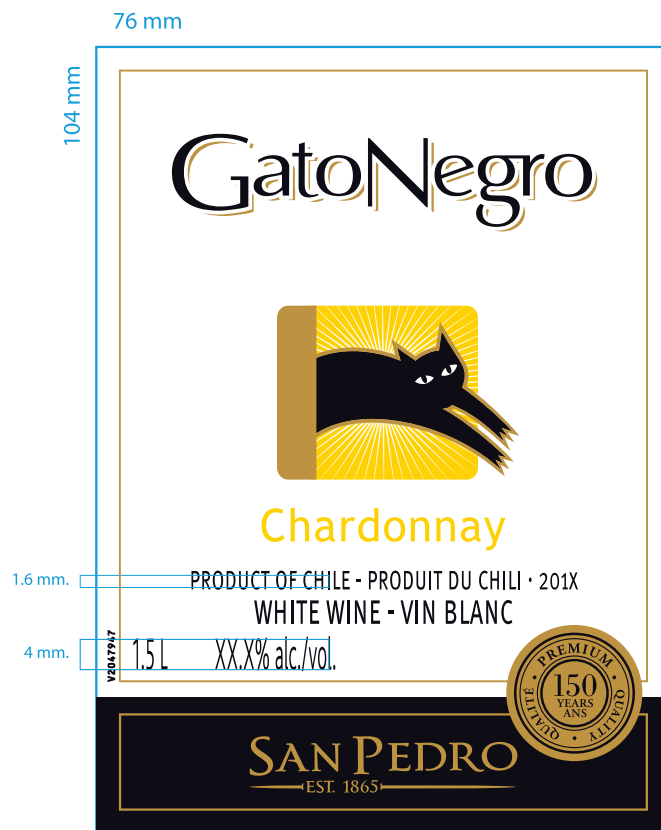 76 mm
104 mm
GatoNegro
Chardonnay
1.6 mm.
PRODUCT OF CHILE - PRODUIT DU CHILI · 201X
WHITE WINE - VIN BLANC
4 mm.
V2047947
1.5 L XX.X% alc./vol.
· PREMIUM ·
QUALITÉ · QUALITY
150
YEARS
ANS
SAN PEDRO
EST. 1865